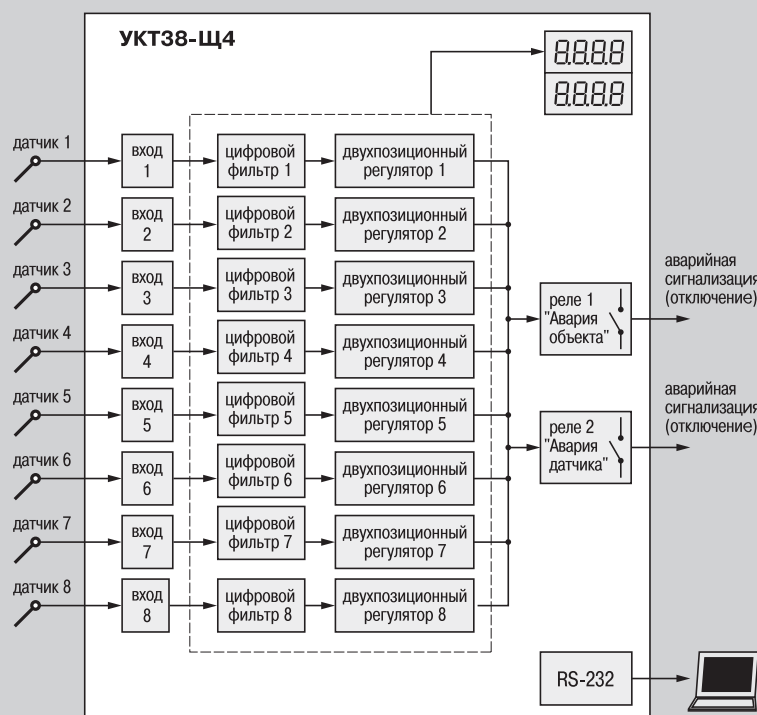 УКТ38-Щ4
8.8.8.8
8.8.8.8
датчик 1
вход
1
цифровой
фильтр 1
двухпозиционный
регулятор 1
датчик 2
вход
2
цифровой
фильтр 2
двухпозиционный
регулятор 2
датчик 3
вход
3
цифровой
фильтр 3
двухпозиционный
регулятор 3
датчик 4
вход
4
цифровой
фильтр 4
двухпозиционный
регулятор 4
датчик 5
вход
5
цифровой
фильтр 5
двухпозиционный
регулятор 5
датчик 6
вход
6
цифровой
фильтр 6
двухпозиционный
регулятор 6
датчик 7
вход
7
цифровой
фильтр 7
двухпозиционный
регулятор 7
датчик 8
вход
8
цифровой
фильтр 8
двухпозиционный
регулятор 8
реле 1
"Авария
объекта"
аварийная
сигнализация
(отключение)
реле 2
"Авария
датчика"
аварийная
сигнализация
(отключение)
RS-232